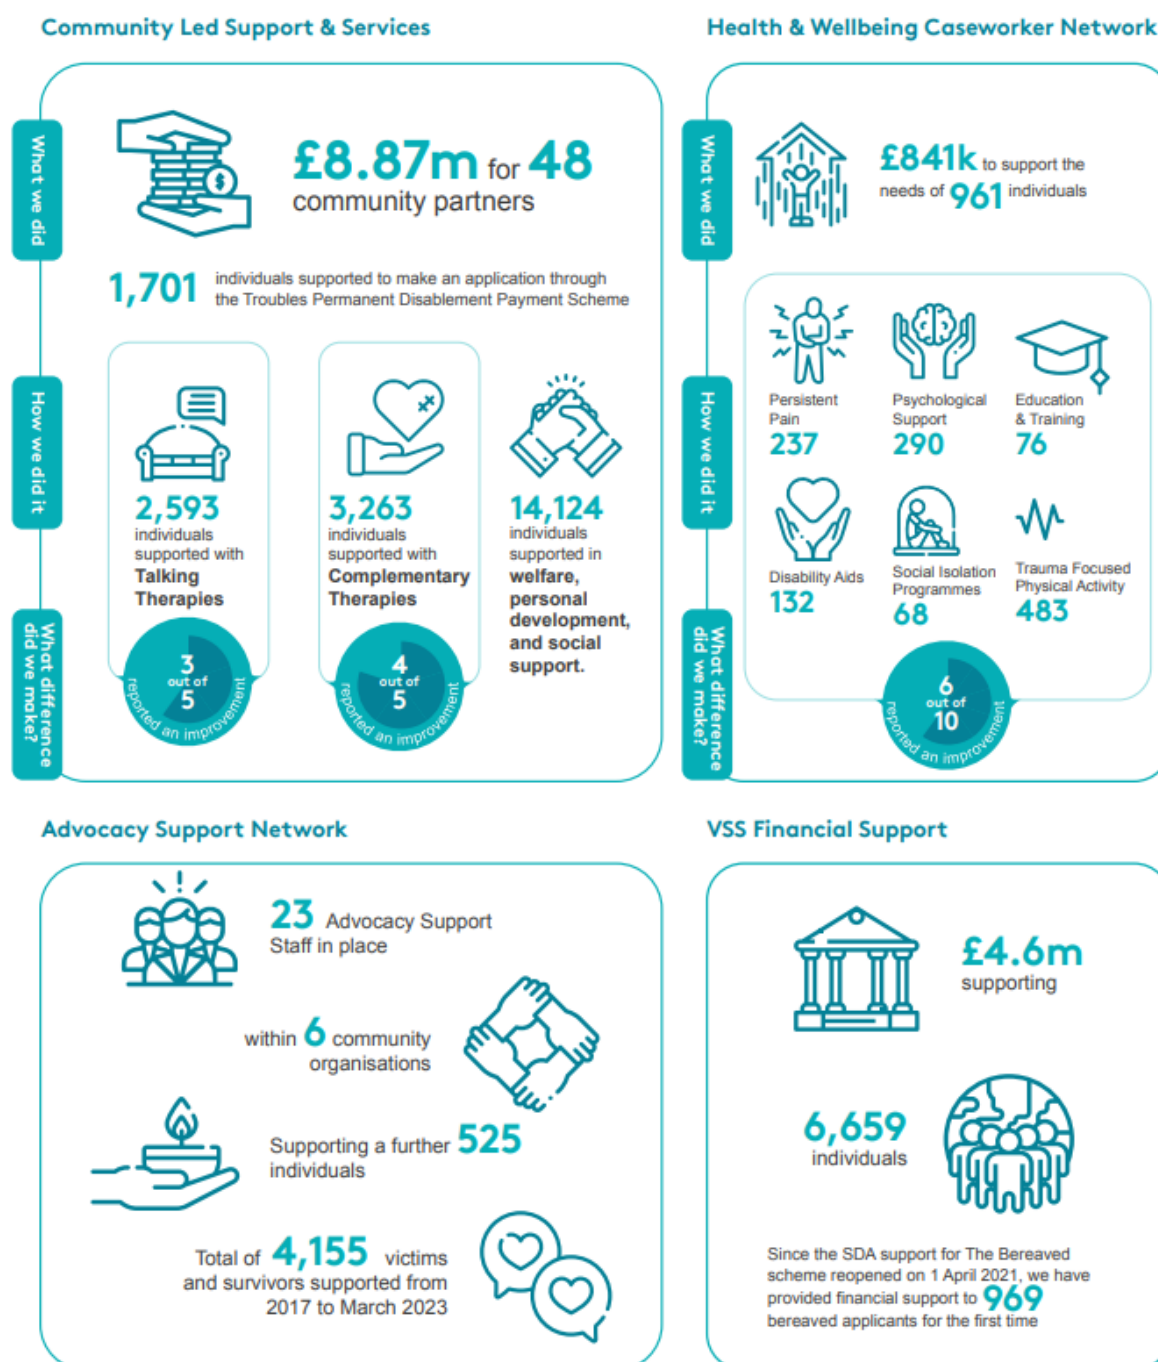 Community Led Support & Services
What we did
£8.87m for 48
community partners
1,701 individuals supported to make an application through
the Troubles Permanent Disablement Payment Scheme
How we did it
2,593
individuals
supported with
Talking
Therapies
3,263
individuals
supported with
Complementary
Therapies
14,124
individuals
supported in
welfare,
personal
development,
and social
support.
What difference
did we make?
3
out of
5
reported an improvement
4
out of
5
reported an improvement
Health & Wellbeing Caseworker Network
What we did
£841k to support the
needs of 961 individuals
How we did it
Persistent
Pain
237
Psychological
Support
290
Education
& Training
76
Disability Aids
132
Social Isolation
Programmes
68
Trauma Focused
Physical Activity
483
What difference
did we make?
6
out of
10
reported an improvement
Advocacy Support Network
23 Advocacy Support
Staff in place
within 6 community
organisations
Supporting a further 525
individuals
Total of 4,155 victims
and survivors supported from
2017 to March 2023
VSS Financial Support
£4.6m
supporting
6,659
individuals
Since the SDA support for The Bereaved
scheme reopened on 1 April 2021, we have
provided financial support to 969
bereaved applicants for the first time